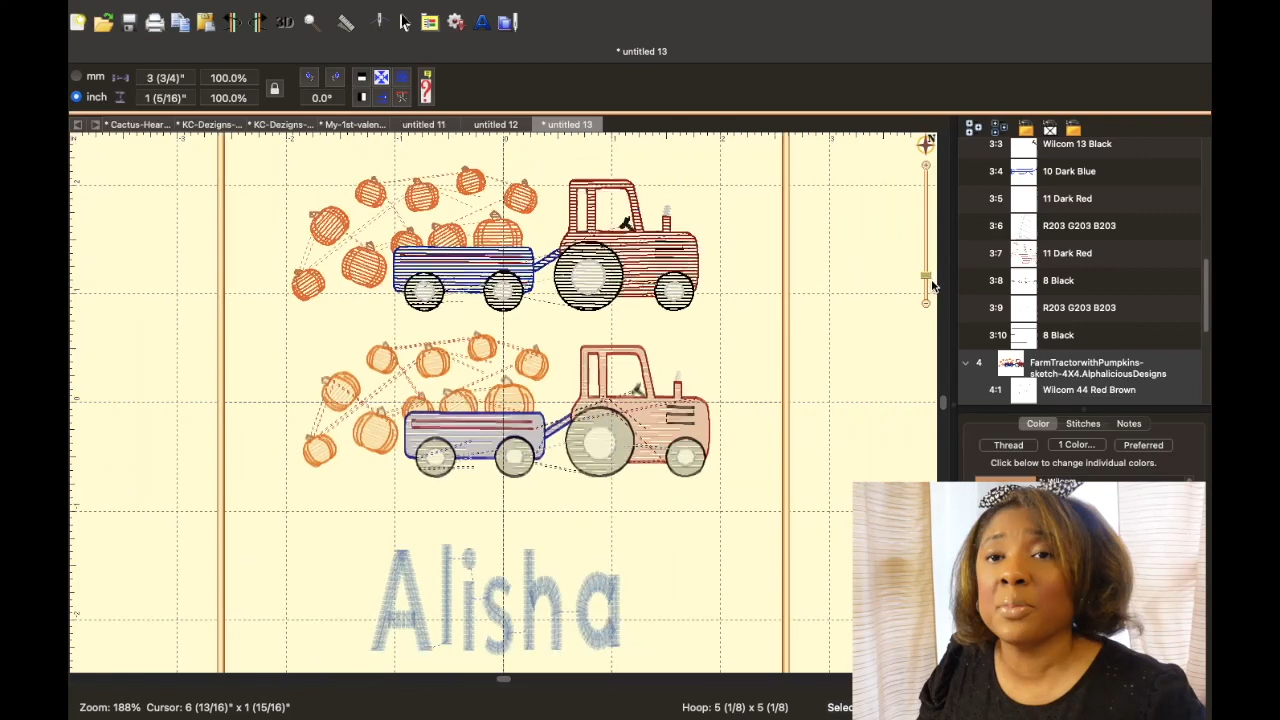 3D
A
* untitled 13
mm
3 (3/4)"
100.0%
inch
1 (5/16)"
100.0%
0.0°
?
* Cactus-Hear...
* KC-Dezigns-...
* KC-Dezigns-...
* My-1st-valen...
untitled 11
untitled 12
* untitled 13
N
3:3 Wilcom 13 Black
3:4 10 Dark Blue
3:5 11 Dark Red
3:6 R203 G203 B203
3:7 11 Dark Red
3:8 8 Black
3:9 R203 G203 B203
3:10 8 Black
4 FarmTractorwithPumpkins-
sketch-4X4.AlphaliciousDesigns
4:1 Wilcom 44 Red Brown
Color Stitches Notes
Thread 1 Color... Preferred
Click below to change individual colors.
Alisha
Zoom: 188% Cursor: 6 (13/16)" x 1 (15/16)"
Hoop: 5 (1/8) x 5 (1/8)